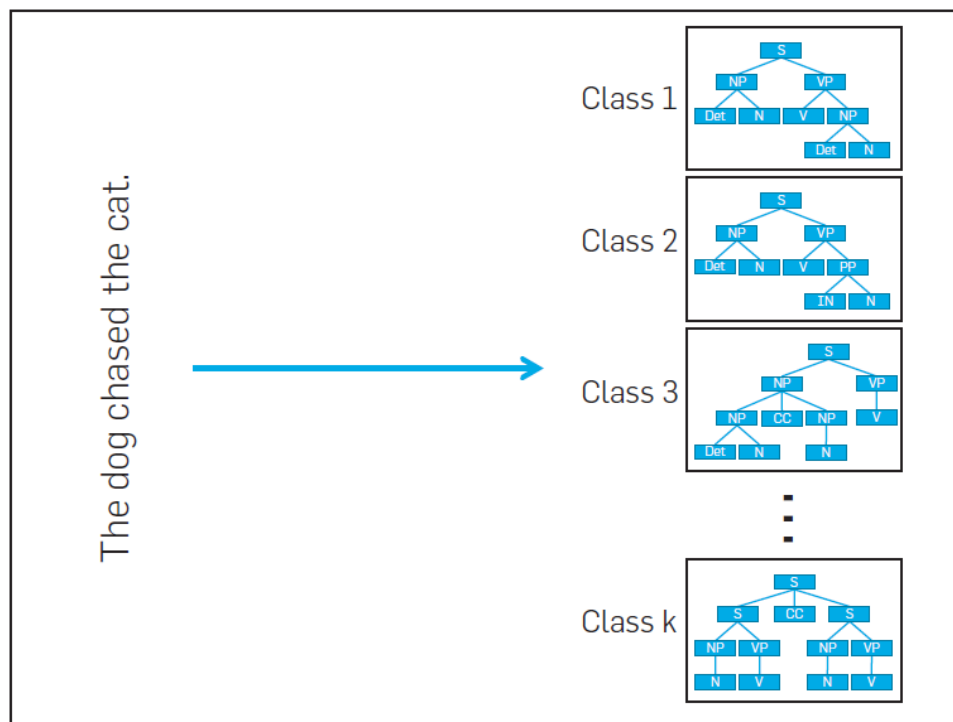 The dog chased the cat.
Class 1
S
NP VP
Det N V NP
Det N
Class 2
S
NP VP
Det N V PP
IN N
Class 3
S
NP VP
NP CC NP V
Det N N
Class k
S
S CC S
NP VP NP VP
N V N V